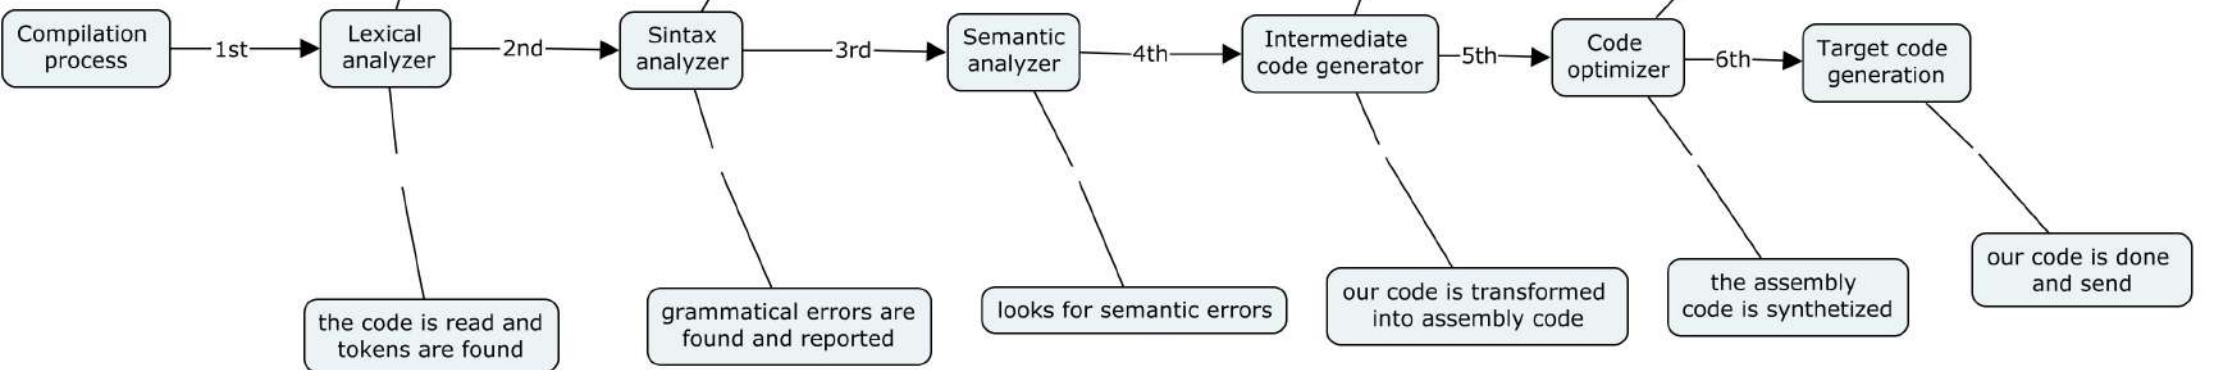 Compilation
process
1st
Lexical
analyzer
2nd
Sintax
analyzer
3rd
Semantic
analyzer
4th
Intermediate
code generator
5th
Code
optimizer
6th
Target code
generation
the code is read and
tokens are found
grammatical errors are
found and reported
looks for semantic errors
our code is transformed
into assembly code
the assembly
code is synthetized
our code is done
and send